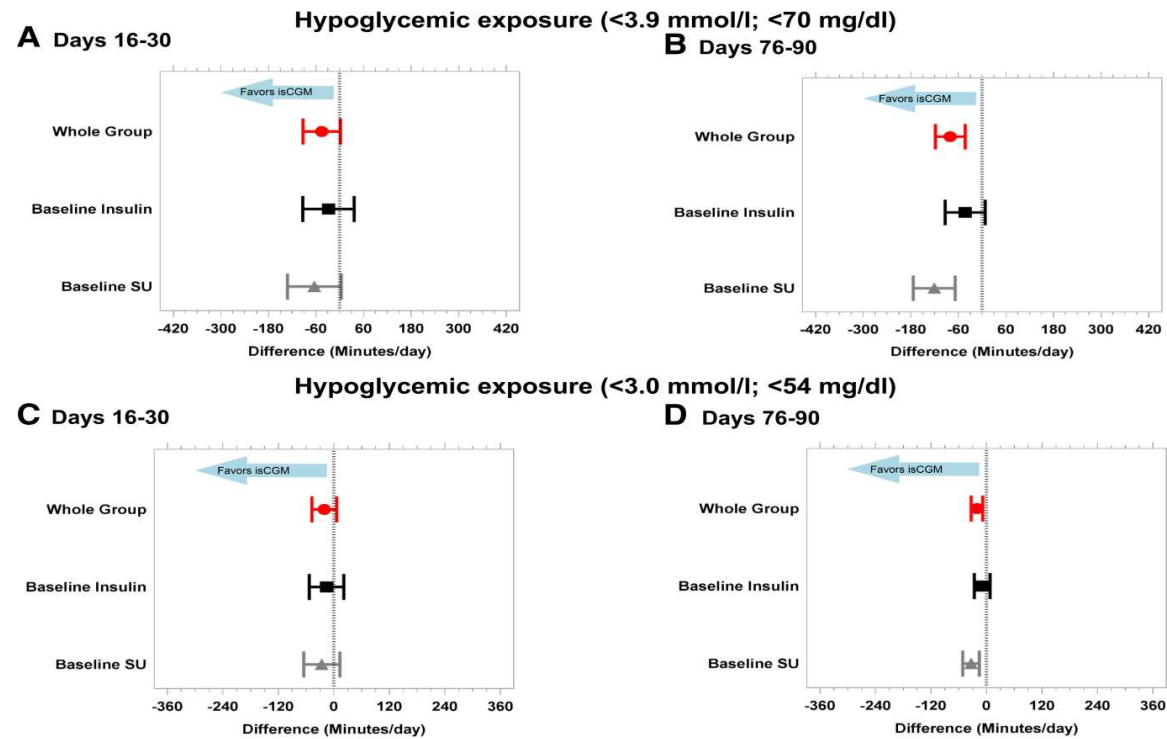 Hypoglycemic exposure (<3.9 mmol/l; <70 mg/dl)
A Days 16-30
Favors isCGM
Whole Group
Baseline Insulin
Baseline SU
-420 -300 -180 -60 60 180 300 420
Difference (Minutes/day)
B Days 76-90
Favors isCGM
Whole Group
Baseline Insulin
Baseline SU
-420 -300 -180 -60 60 180 300 420
Difference (Minutes/day)
Hypoglycemic exposure (<3.0 mmol/l; <54 mg/dl)
C Days 16-30
Favors isCGM
Whole Group
Baseline Insulin
Baseline SU
-360 -240 -120 0 120 240 360
Difference (Minutes/day)
D Days 76-90
Favors isCGM
Whole Group
Baseline Insulin
Baseline SU
-360 -240 -120 0 120 240 360
Difference (Minutes/day)